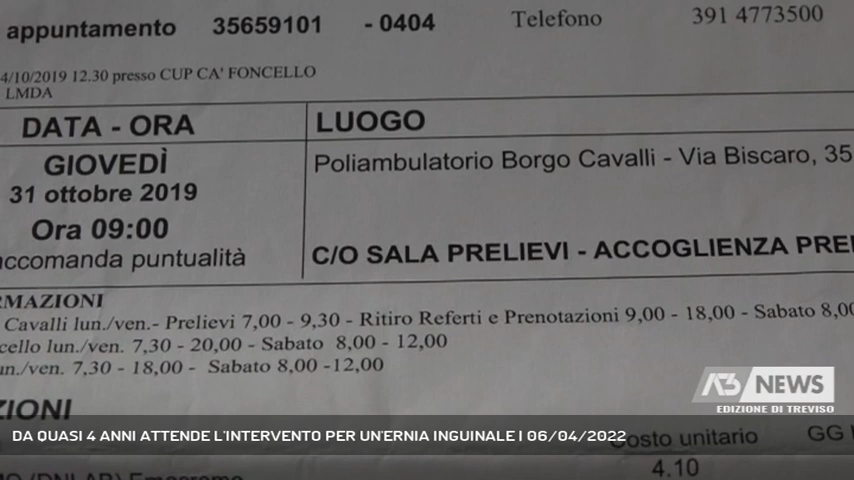 appuntamento 35659101 - 0404 Telefono 391 4773500
4/10/2019 12.30 presso CUP CA' FONCELLO
LMDA
DATA - ORA LUOGO
GIOVEDÌ Poliambulatorio Borgo Cavalli - Via Biscaro, 35
31 ottobre 2019
Ora 09:00
accomanda puntualità C/O SALA PRELIEVI - ACCOGLIENZA PRE
RMAZIONI
Cavalli lun./ven.- Prelievi 7,00 - 9,30 - Ritiro Referti e Prenotazioni 9,00 - 18,00 - Sabato 8,00
cello lun./ven. 7,30 - 20,00 - Sabato 8,00 - 12,00
un./ven. 7,30 - 18,00 - Sabato 8,00 -12,00
A3 NEWS
EDIZIONE DI TREVISO
ZIONI
DA QUASI 4 ANNI ATTENDE L'INTERVENTO PER UN'ERNIA INGUINALE | 06/04/2022
Costo unitario GG
4.10